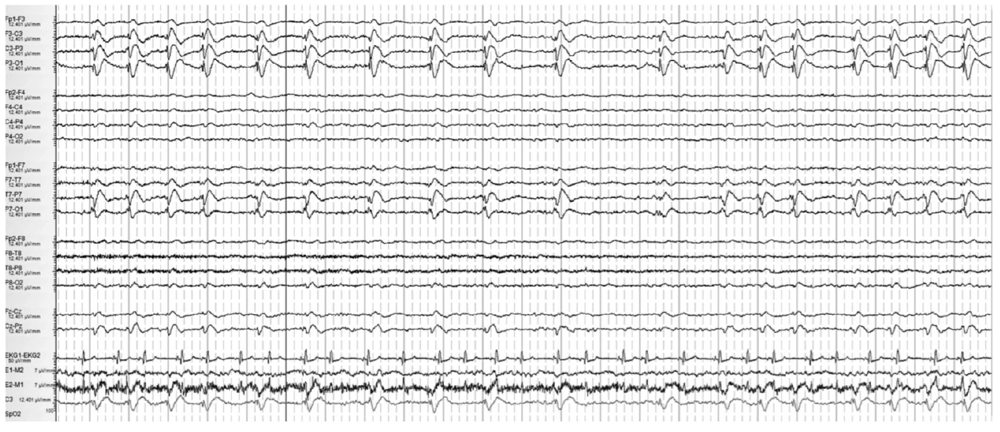 Fp1-F3
12.401 µV/mm
F3-C3
12.401 µV/mm
C3-P3
12.401 µV/mm
P3-O1
12.401 µV/mm
Fp2-F4
12.401 µV/mm
F4-C4
12.401 µV/mm
C4-P4
12.401 µV/mm
P4-O2
12.401 µV/mm
Fp1-F7
12.401 µV/mm
F7-T7
12.401 µV/mm
T7-P7
12.401 µV/mm
P7-O1
12.401 µV/mm
Fp2-F8
12.401 µV/mm
F8-T8
12.401 µV/mm
T8-P8
12.401 µV/mm
P8-O2
12.401 µV/mm
Fz-Cz
12.401 µV/mm
Cz-Pz
12.401 µV/mm
EKG1-EKG2
50 µV/mm
E1-M2 7 µV/mm
E2-M1 7 µV/mm
C3 12.401 µV/mm
100
SpO2